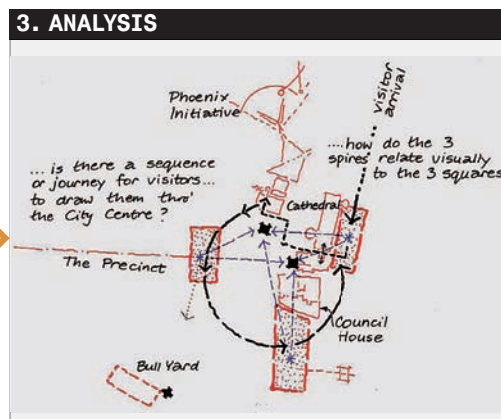 3. ANALYSIS
Phoenix
Initiative
visitor
arrival
....how do the 3
spires' relate visually
to the 3 squares?
... is there a sequence
or journey for visitors...
to draw them thro'
the City Centre ?
Cathedral
The Precinct
Council
House
Bull Yard